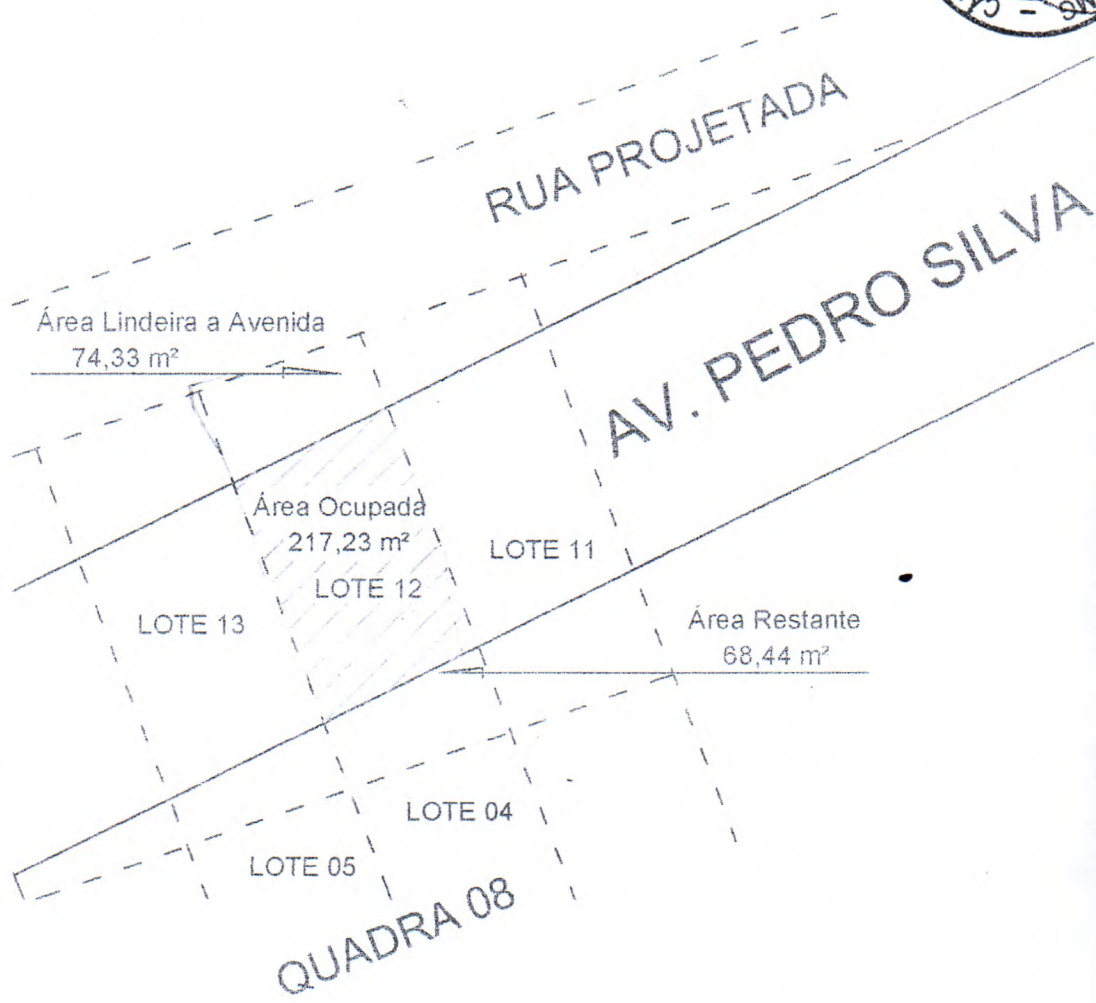 RUA PROJETADA
AV. PEDRO SILVA
Área Lindeira a Avenida
74,33 m²
Área Ocupada
217,23 m²
LOTE 12
LOTE 11
LOTE 13
Área Restante
68,44 m²
LOTE 04
LOTE 05
QUADRA 08